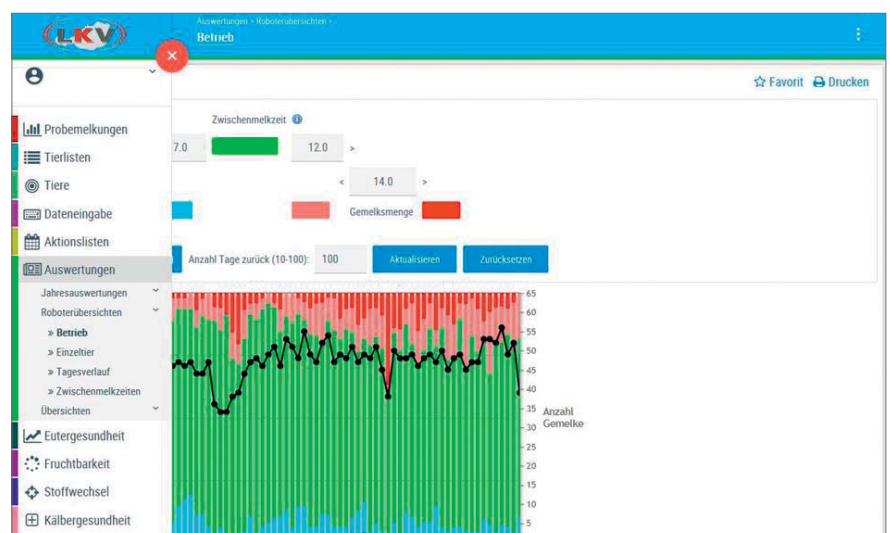 LKV
Auswertungen > Roboterübersichten >
Betrieb
Favorit Drucken
Probemelkungen
Tierlisten
Tiere
Dateneingabe
Aktionslisten
Auswertungen
Jahresauswertungen
Roboterübersichten
» Betrieb
» Einzeltier
» Tagesverlauf
» Zwischenmelkzeiten
Übersichten
Eutergesundheit
Fruchtbarkeit
Stoffwechsel
Kälbergesundheit
Zwischenmelkzeit
7.0 12.0 >
< 14.0 >
Gemelksmenge
Anzahl Tage zurück (10-100): 100 Aktualisieren Zurücksetzen
65
60
55
50
45
40
35
30
25
20
15
10
5
Anzahl
Gemelke